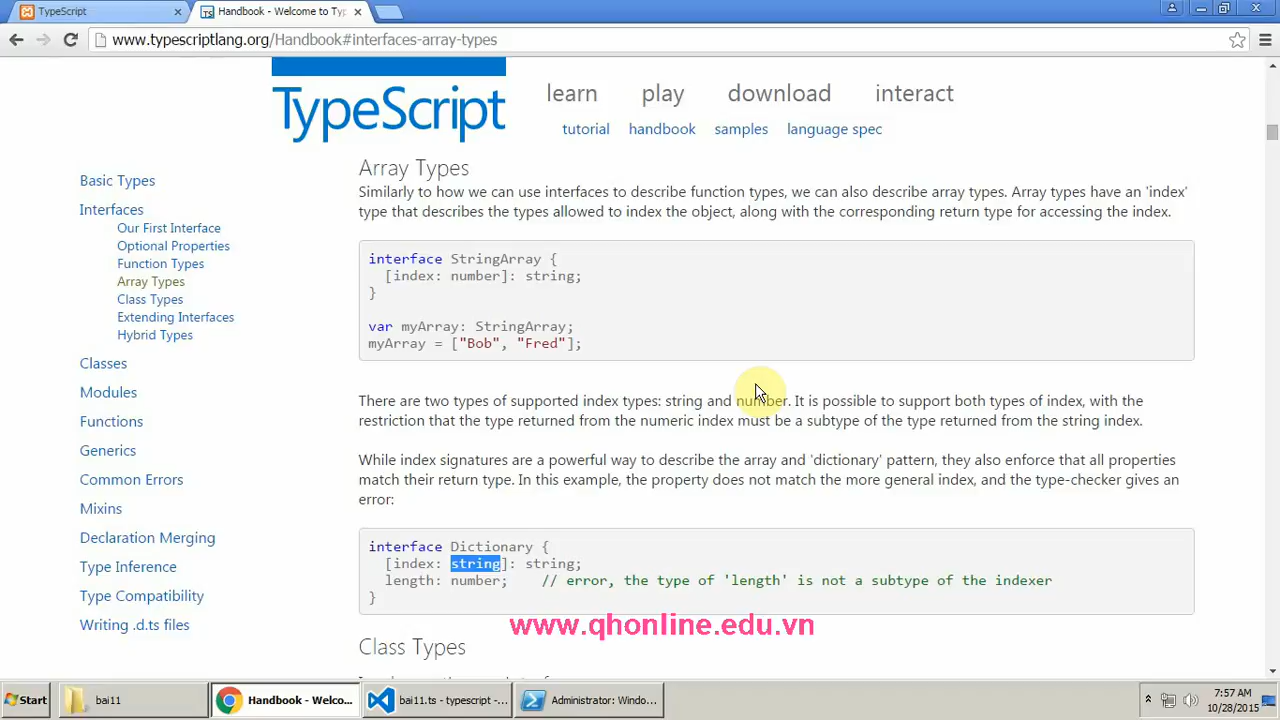 TypeScript
Handbook - Welcome to Ty
www.typescriptlang.org/Handbook#interfaces-array-types
TypeScript
learn play download interact
tutorial handbook samples language spec
Basic Types
Interfaces
Our First Interface
Optional Properties
Function Types
Array Types
Class Types
Extending Interfaces
Hybrid Types
Classes
Modules
Functions
Generics
Common Errors
Mixins
Declaration Merging
Type Inference
Type Compatibility
Writing .d.ts files
Array Types
Similarly to how we can use interfaces to describe function types, we can also describe array types. Array types have an 'index'
type that describes the types allowed to index the object, along with the corresponding return type for accessing the index.
interface StringArray {
[index: number]: string;
}
var myArray: StringArray;
myArray = ["Bob", "Fred"];
There are two types of supported index types: string and number. It is possible to support both types of index, with the
restriction that the type returned from the numeric index must be a subtype of the type returned from the string index.
While index signatures are a powerful way to describe the array and 'dictionary' pattern, they also enforce that all properties
match their return type. In this example, the property does not match the more general index, and the type-checker gives an
error:
interface Dictionary {
[index: string]: string;
length: number; // error, the type of 'length' is not a subtype of the indexer
}
www.qhonline.edu.vn
Class Types
Start
bai11
Handbook - Welco...
bai11.ts - typescript -...
Administrator: Windo...
7:57 AM
10/28/2015